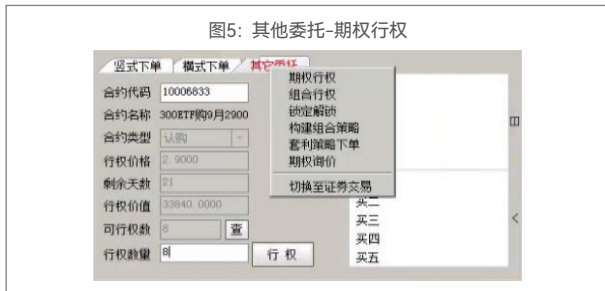 图5: 其他委托-期权行权
竖式下单 横式下单 其它委托
合约代码 10006833
合约名称 300ETF购9月2900
合约类型 认购
行权价格 2.9000
剩余天数 21
行权价值 33840.0000
可行权数 8 查
行权数量 8 行 权
期权行权
组合行权
锁定解锁
构建组合策略
套利策略下单
期权询价
切换至证券交易
买二
买三
买四
买五